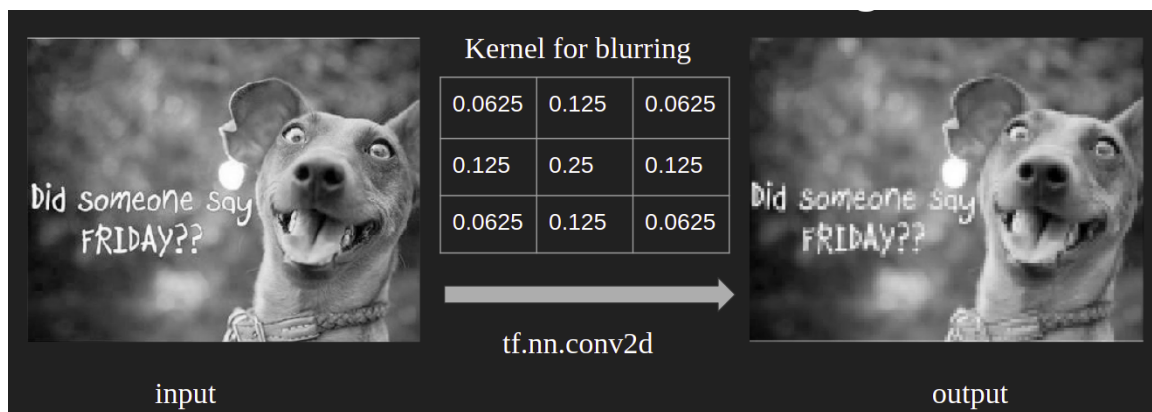 Kernel for blurring
Did someone say
FRIDAY??
0.0625 0.125 0.0625
0.125 0.25 0.125
0.0625 0.125 0.0625
Did someone say
FRIDAY??
tf.nn.conv2d
input
output